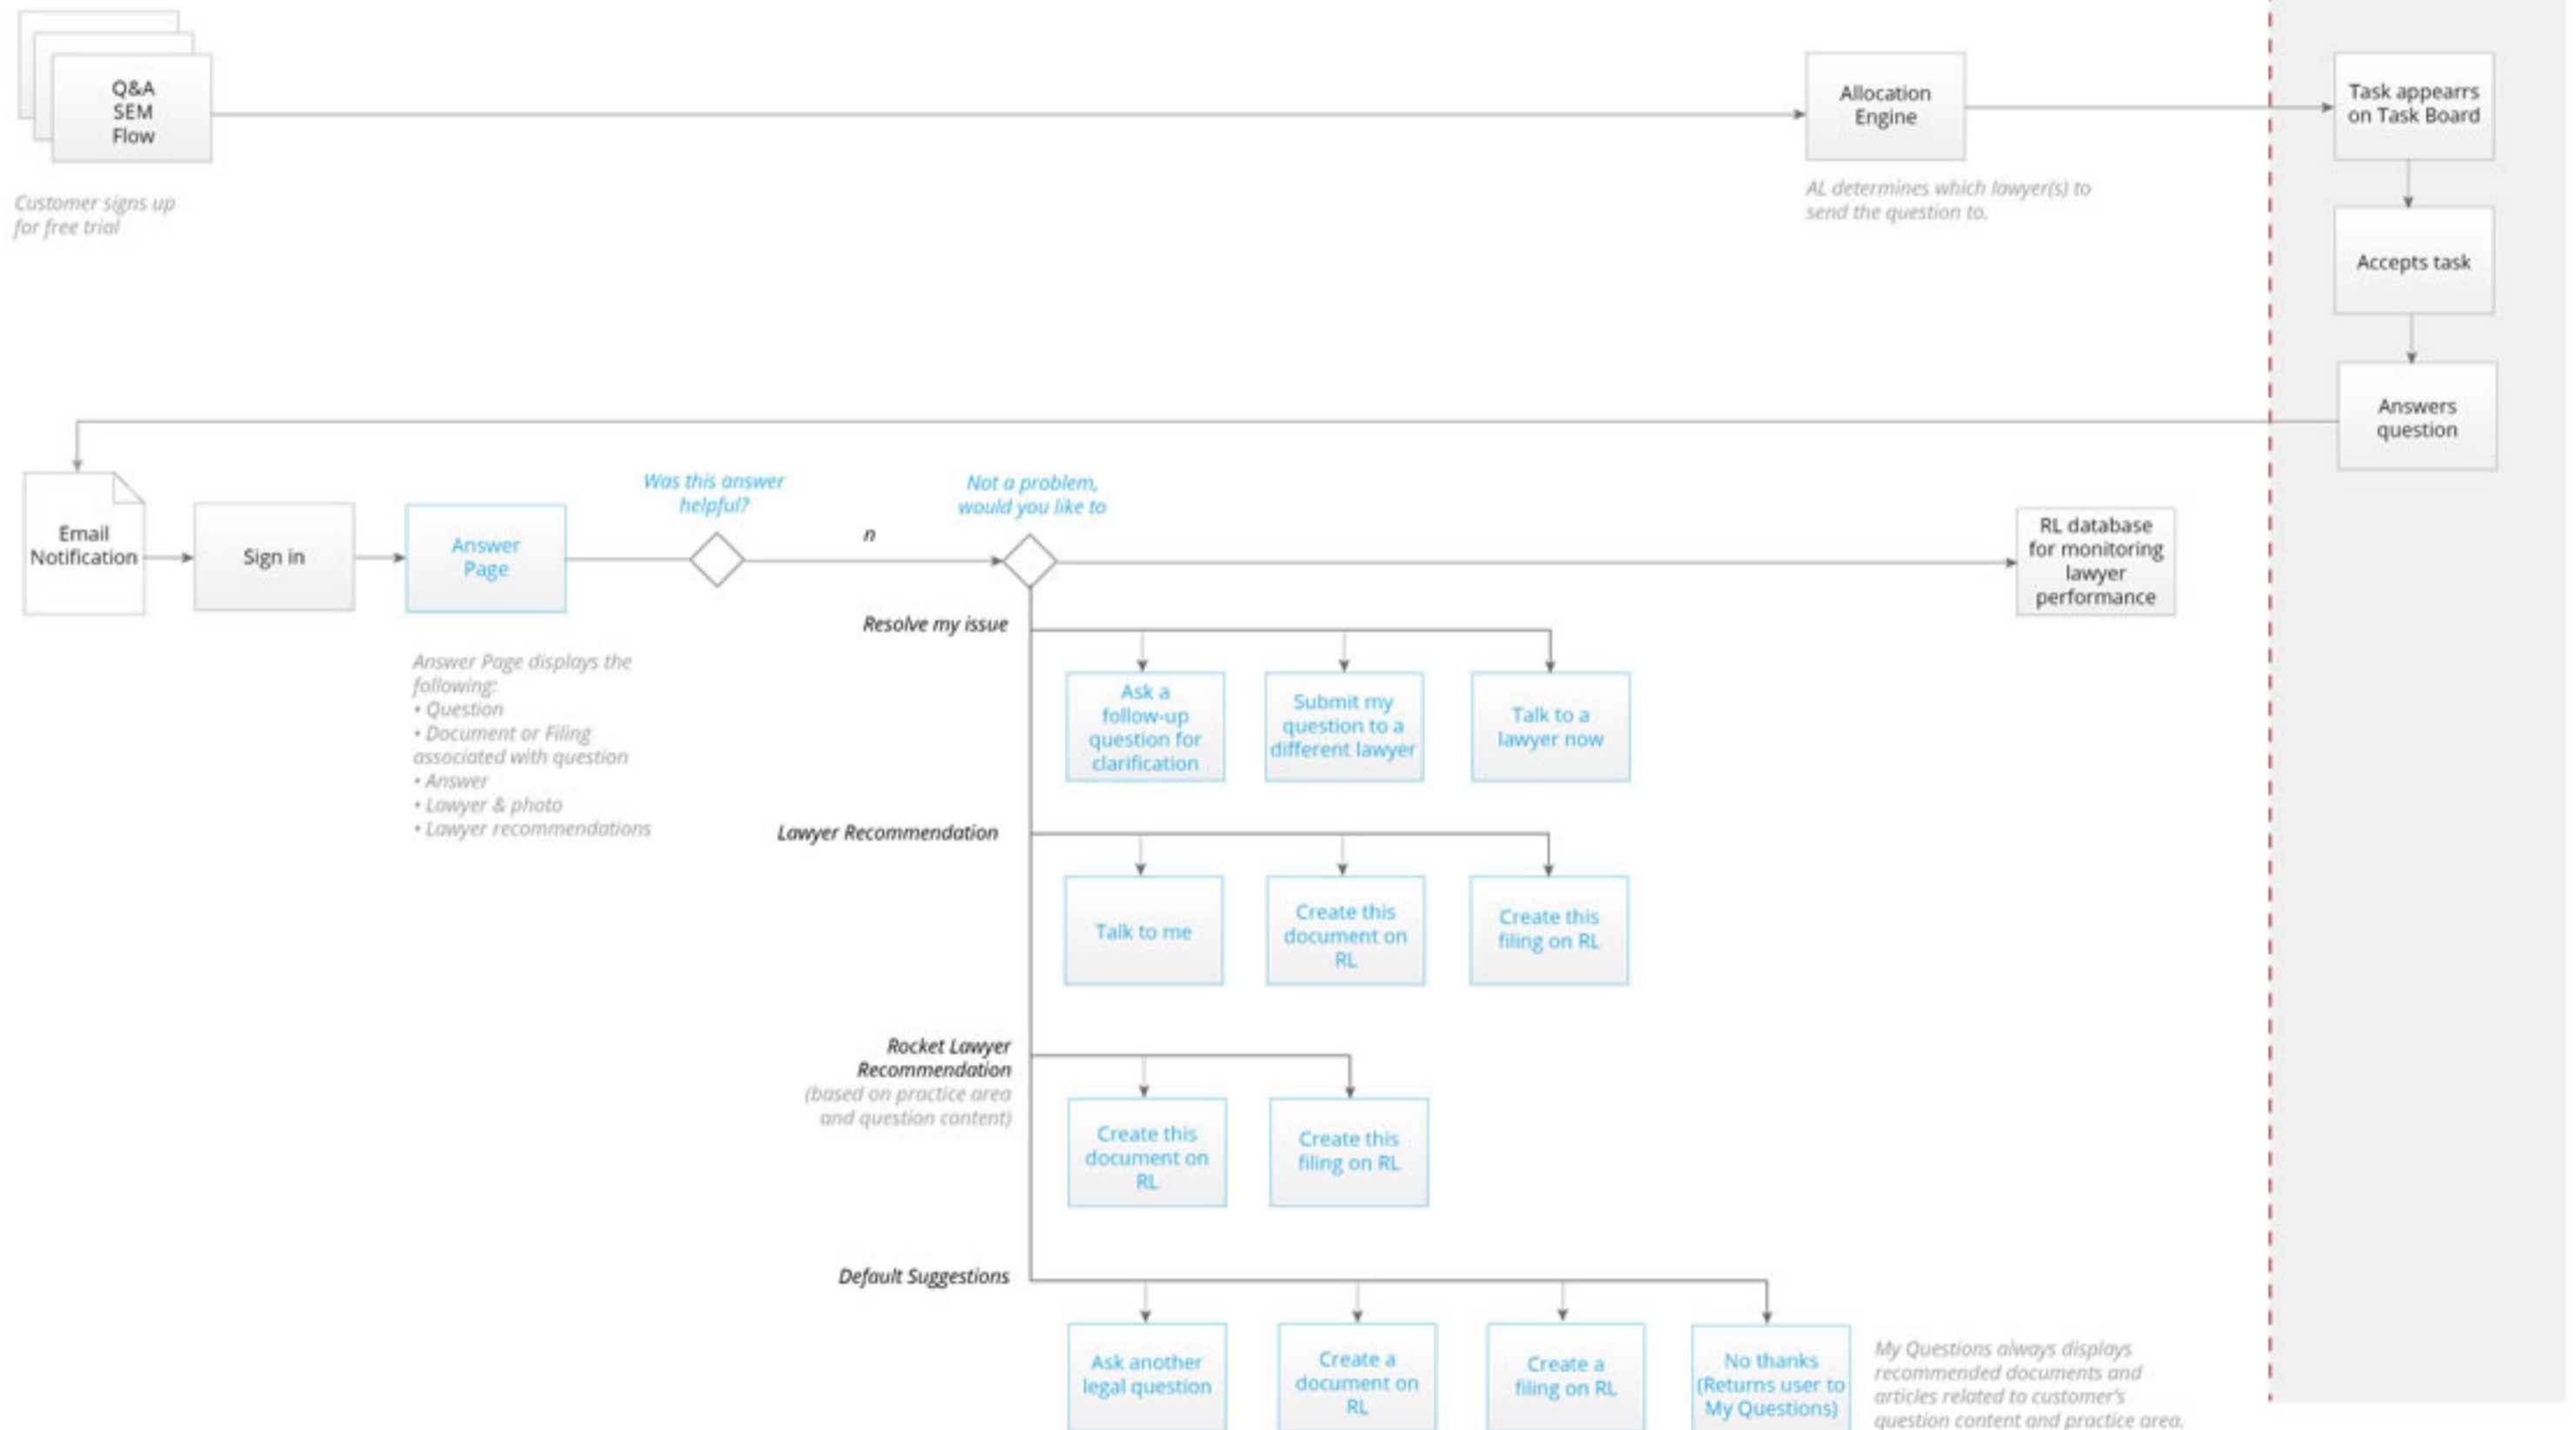 Q&A
SEM
Flow
Customer signs up
for free trial
Allocation
Engine
AL determines which lawyer(s) to
send the question to.
Task appearrs
on Task Board
Accepts task
Answers
question
Email
Notification
Sign in
Answer
Page
Answer Page displays the
following:
• Question
• Document or Filing
associated with question
• Answer
• Lawyer & photo
• Lawyer recommendations
Was this answer
helpful?
n
Not a problem,
would you like to
RL database
for monitoring
lawyer
performance
Resolve my issue
Ask a
follow-up
question for
clarification
Submit my
question to a
different lawyer
Talk to a
lawyer now
Lawyer Recommendation
Talk to me
Create this
document on
RL
Create this
filing on RL
Rocket Lawyer
Recommendation
(based on practice area
and question content)
Create this
document on
RL
Create this
filing on RL
Default Suggestions
Ask another
legal question
Create a
document on
RL
Create a
filing on RL
No thanks
(Returns user to
My Questions)
My Questions always displays
recommended documents and
articles related to customer's
question content and practice area.